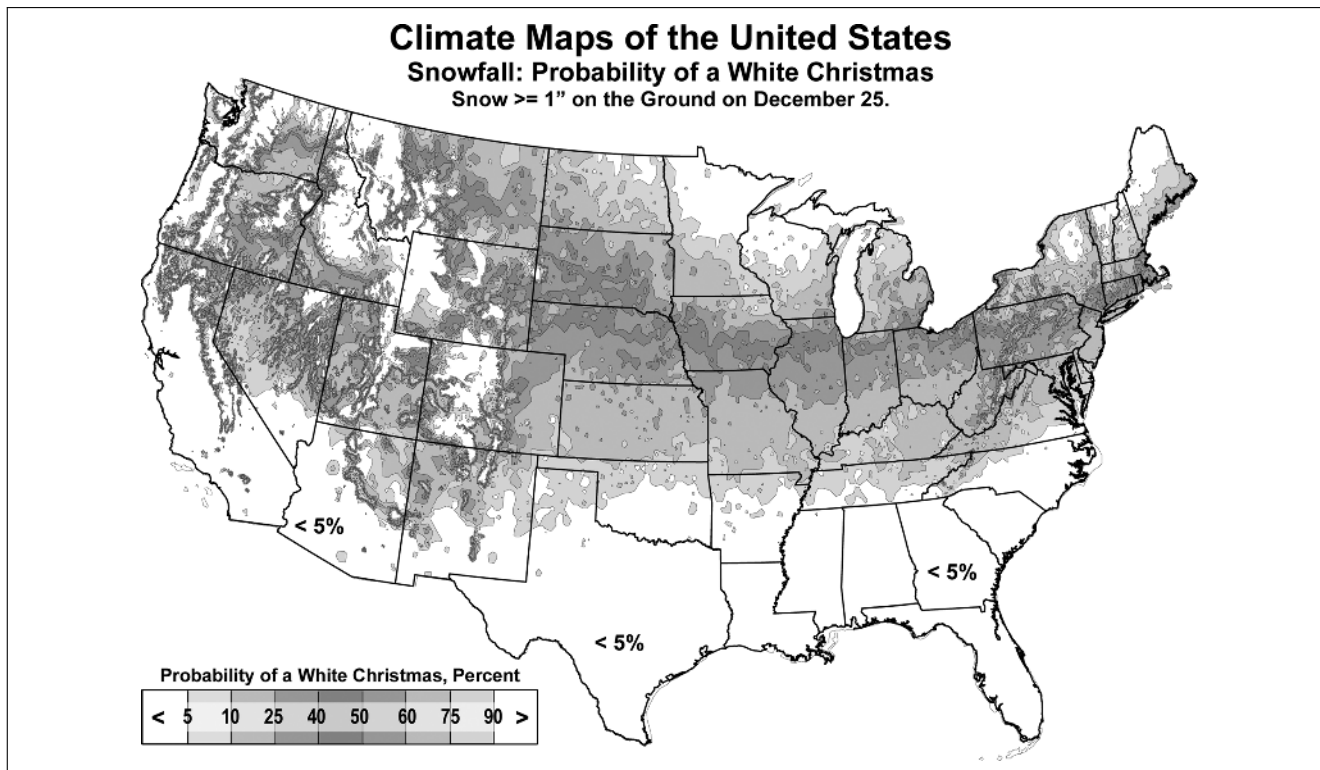 Climate Maps of the United States
Snowfall: Probability of a White Christmas
Snow >= 1” on the Ground on December 25.
< 5%
< 5%
< 5%
Probability of a White Christmas, Percent
< 5 10 25 40 50 60 75 90 >